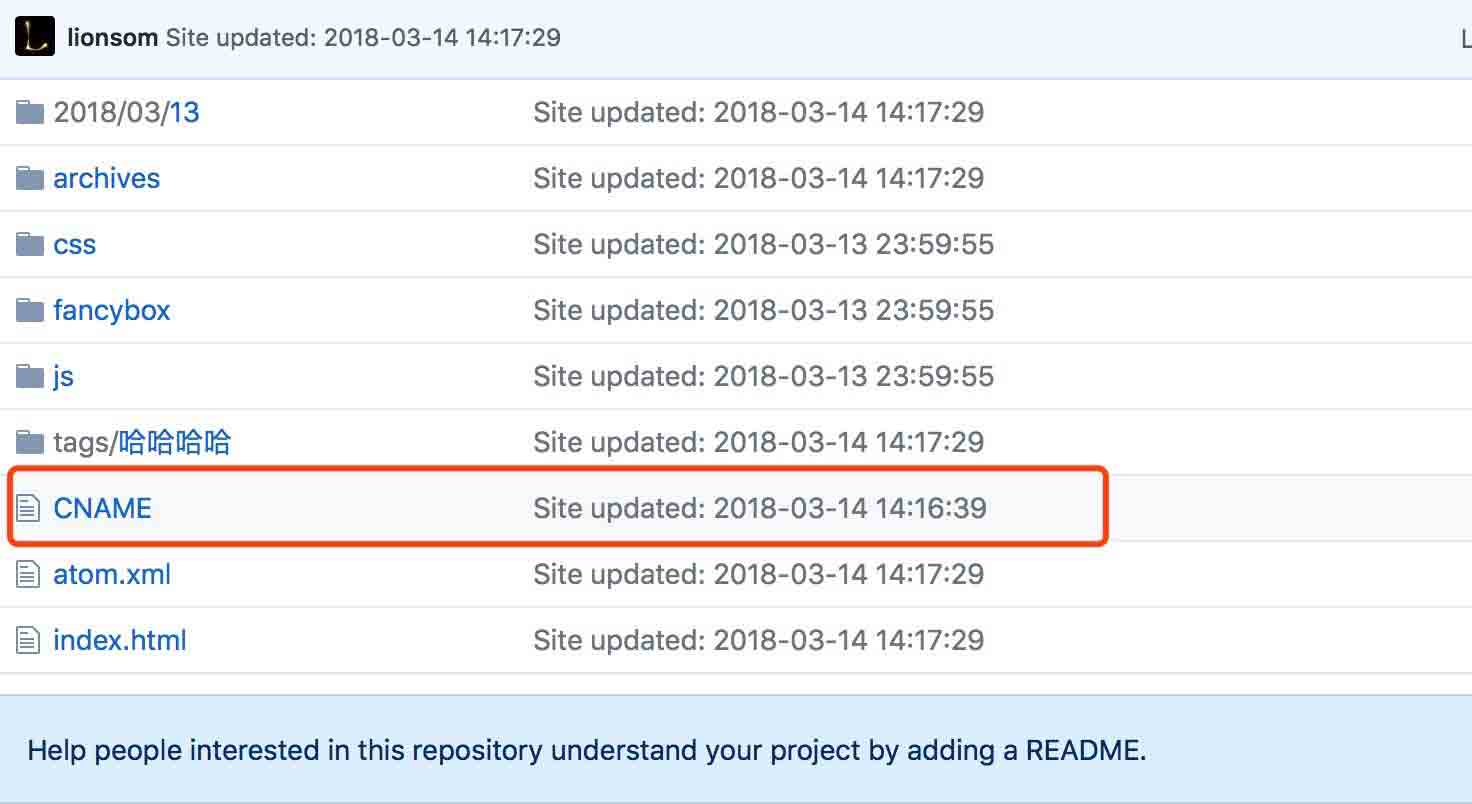 lionsom Site updated: 2018-03-14 14:17:29
2018/03/13 Site updated: 2018-03-14 14:17:29
archives Site updated: 2018-03-14 14:17:29
css Site updated: 2018-03-13 23:59:55
fancybox Site updated: 2018-03-13 23:59:55
js Site updated: 2018-03-13 23:59:55
tags/哈哈哈哈 Site updated: 2018-03-14 14:17:29
CNAME Site updated: 2018-03-14 14:16:39
atom.xml Site updated: 2018-03-14 14:17:29
index.html Site updated: 2018-03-14 14:17:29
Help people interested in this repository understand your project by adding a README.